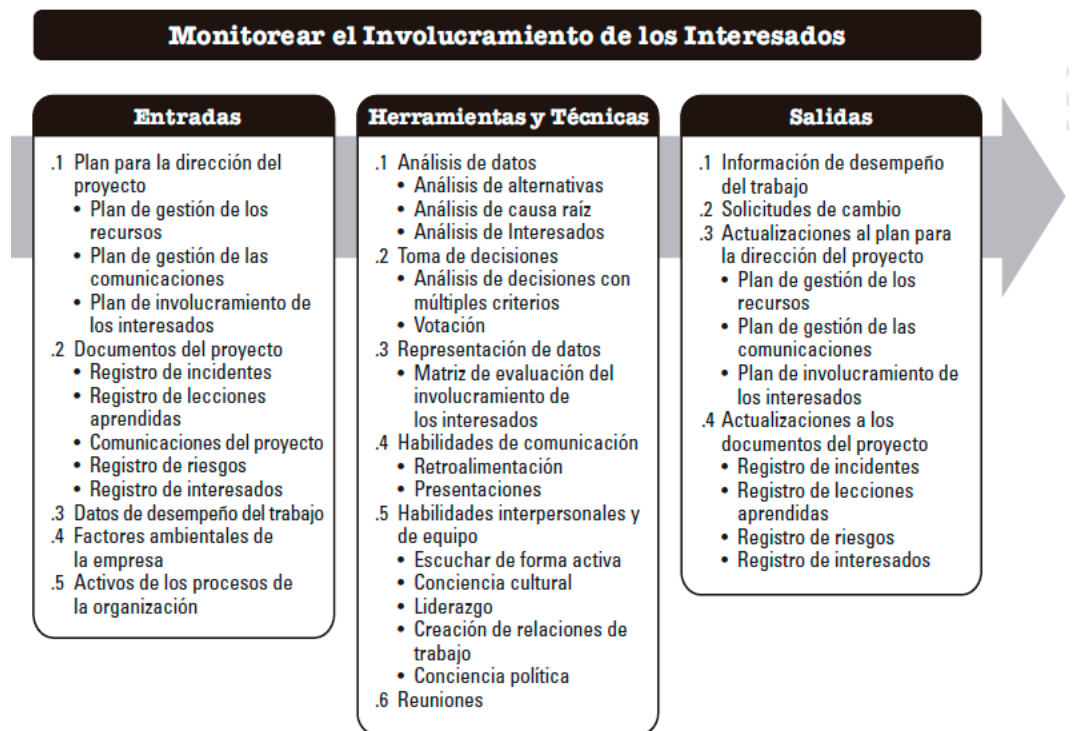 Monitorear el Involucramiento de los Interesados
Entradas
.1 Plan para la dirección del
proyecto
• Plan de gestión de los
recursos
• Plan de gestión de las
comunicaciones
• Plan de involucramiento de
los interesados
.2 Documentos del proyecto
• Registro de incidentes
• Registro de lecciones
aprendidas
• Comunicaciones del proyecto
• Registro de riesgos
• Registro de interesados
.3 Datos de desempeño del trabajo
.4 Factores ambientales de
la empresa
.5 Activos de los procesos de
la organización
Herramientas y Técnicas
.1 Análisis de datos
• Análisis de alternativas
• Análisis de causa raíz
• Análisis de Interesados
.2 Toma de decisiones
• Análisis de decisiones con
múltiples criterios
• Votación
.3 Representación de datos
• Matriz de evaluación del
involucramiento de
los interesados
.4 Habilidades de comunicación
• Retroalimentación
• Presentaciones
.5 Habilidades interpersonales y
de equipo
• Escuchar de forma activa
• Conciencia cultural
• Liderazgo
• Creación de relaciones de
trabajo
• Conciencia política
.6 Reuniones
Salidas
.1 Información de desempeño
del trabajo
.2 Solicitudes de cambio
.3 Actualizaciones al plan para
la dirección del proyecto
• Plan de gestión de los
recursos
• Plan de gestión de las
comunicaciones
• Plan de involucramiento de
los interesados
.4 Actualizaciones a los
documentos del proyecto
• Registro de incidentes
• Registro de lecciones
aprendidas
• Registro de riesgos
• Registro de interesados